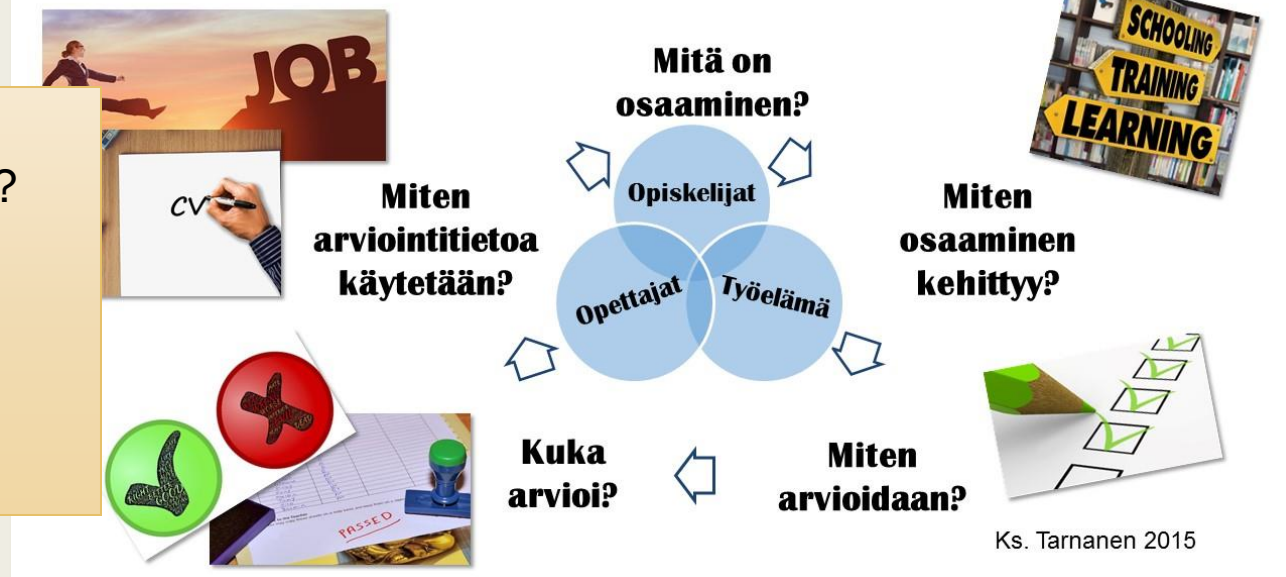 JOB
SCHOOLING
TRAINING
LEARNING
?
CV
Mitä on
osaaminen?
Miten
arviointitietoa
käytetään?
Opiskelijat
Opettajat
Työelämä
Miten
osaaminen
kehittyy?
PASSED
Kuka
arvioi?
Miten
arvioidaan?
Ks. Tarnanen 2015